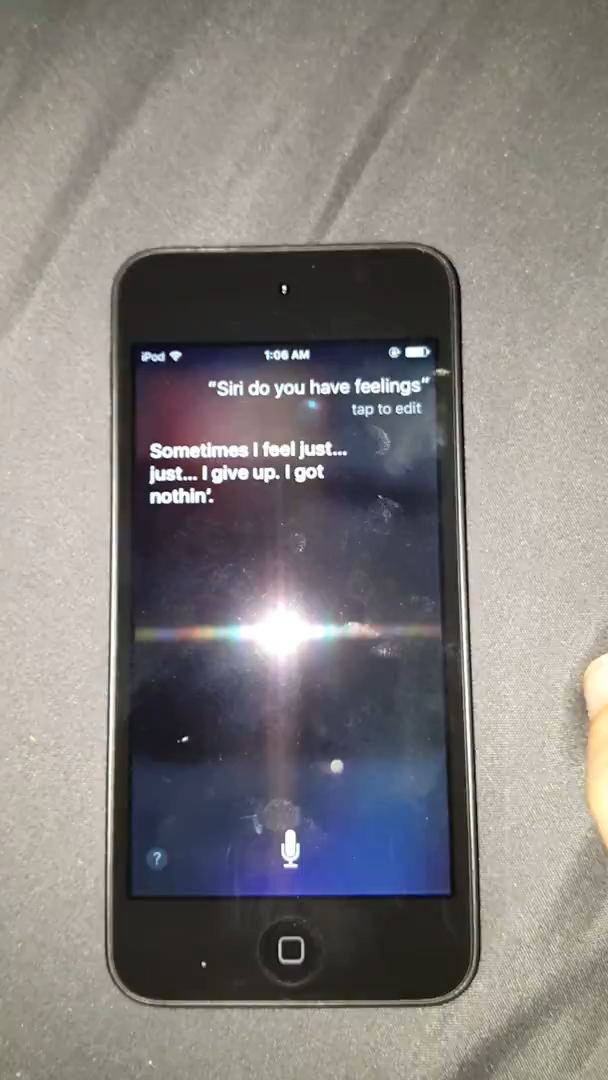 iPod 1:06 AM
“Siri do you have feelings”
tap to edit
Sometimes I feel just...
just... I give up. I got
nothin’.
?